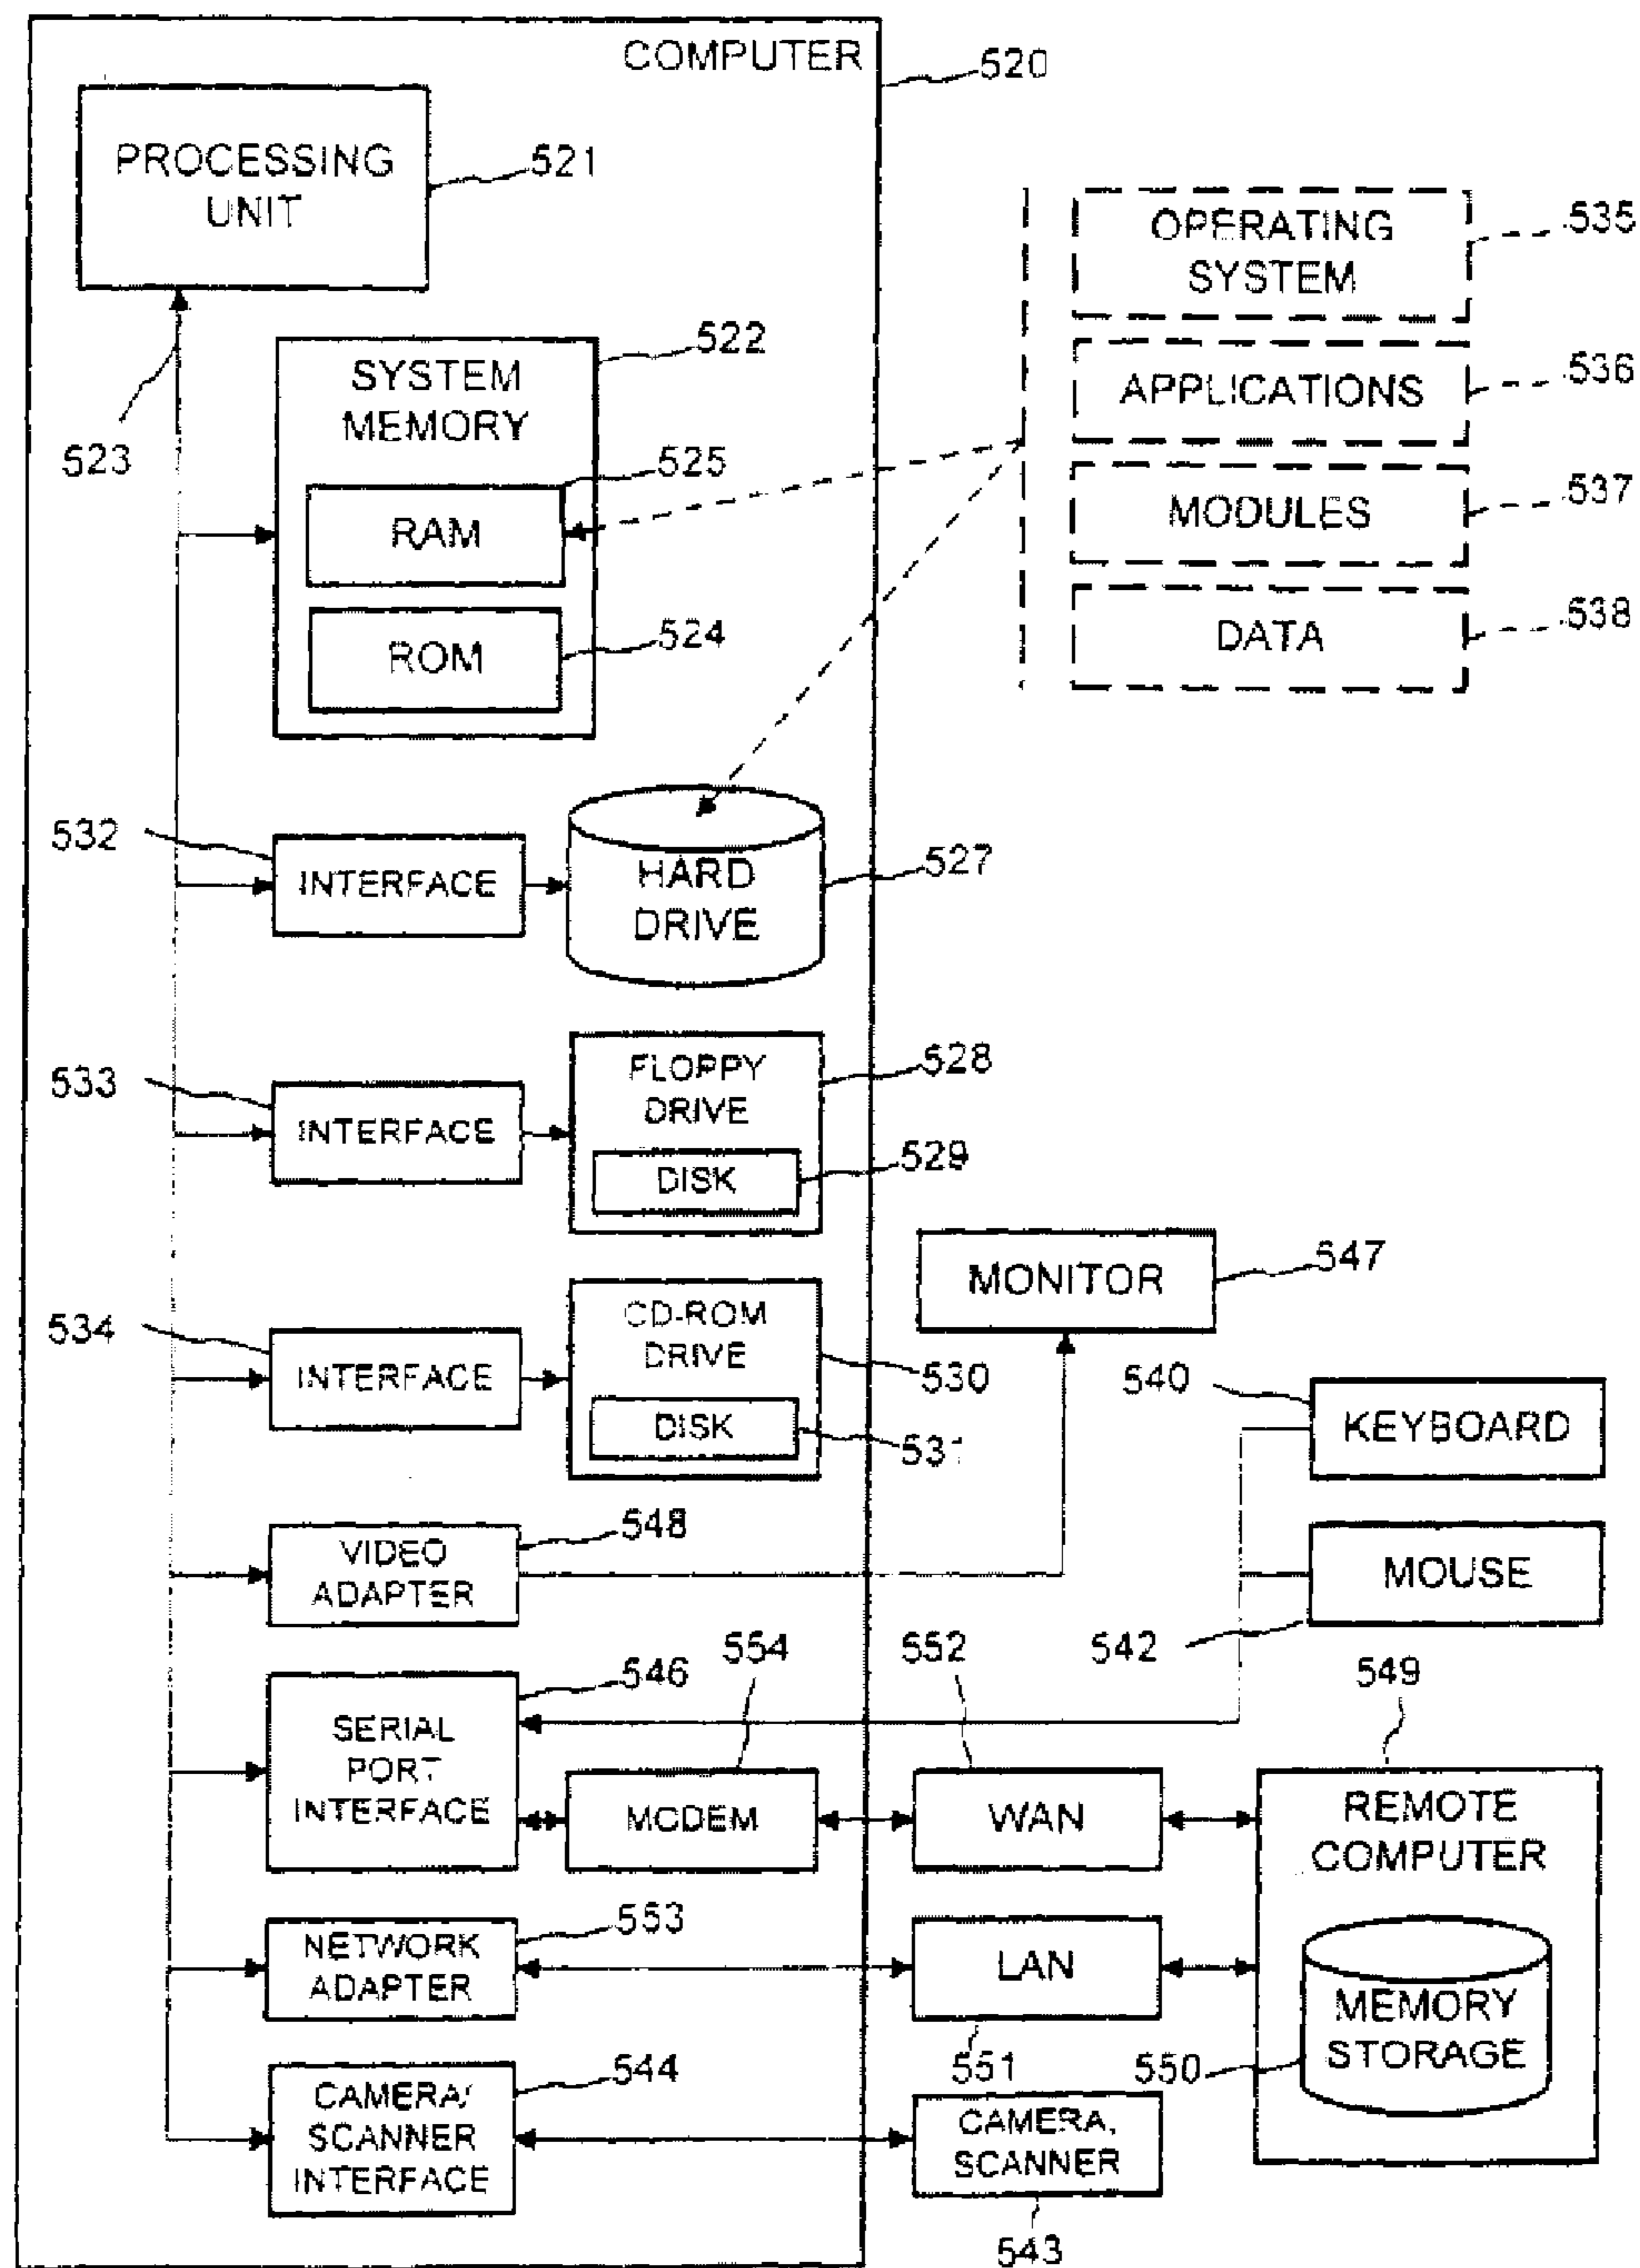 COMPUTER
520
PROCESSING
UNIT
521
523
SYSTEM
MEMORY
522
RAM
525
ROM
524
OPERATING
SYSTEM
535
APPLICATIONS
536
MODULES
537
DATA
538
532
INTERFACE
HARD
DRIVE
527
533
INTERFACE
FLOPPY
DRIVE
528
DISK
529
534
INTERFACE
CD-ROM
DRIVE
530
DISK
531
MONITOR
547
540
KEYBOARD
MOUSE
542
VIDEO
ADAPTER
548
SERIAL
PORT
INTERFACE
546
554
MODEM
552
WAN
549
REMOTE
COMPUTER
MEMORY
STORAGE
550
NETWORK
ADAPTER
553
LAN
551
CAMERA/
SCANNER
INTERFACE
544
CAMERA,
SCANNER
543